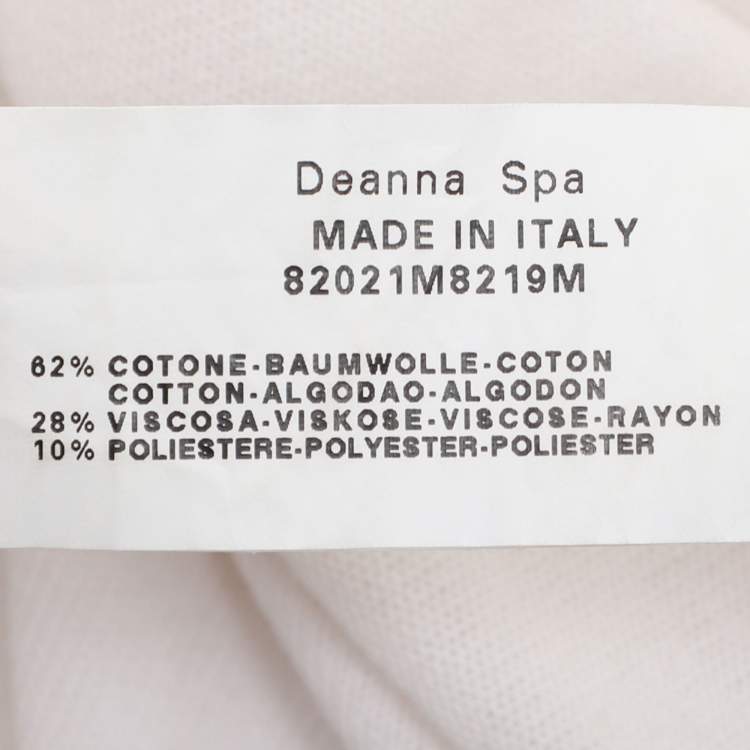 Deanna Spa
MADE IN ITALY
82021M8219M
62% COTONE-BAUMWOLLE-COTON
COTTON-ALGODAO-ALGODON
28% VISCOSA-VISKOSE-VISCOSE-RAYON
10% POLIESTERE-POLYESTER-POLIESTER